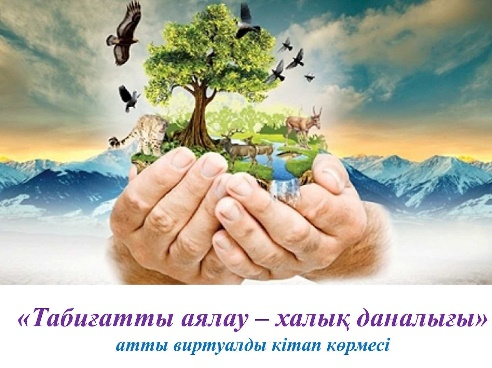 «Табиғатты аялау – халық даналығы»
атты виртуалды кітап көрмесі